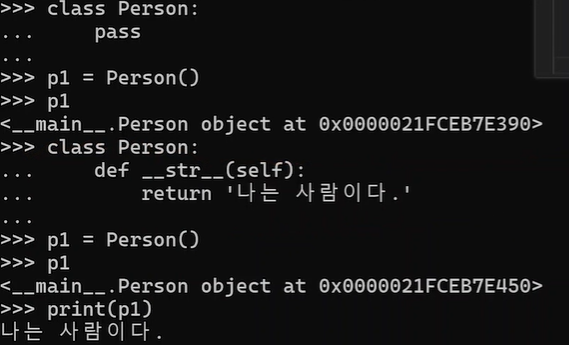 >>> class Person:
...     pass
...
>>> p1 = Person()
>>> p1
<__main__.Person object at 0x0000021FCEB7E390>
>>> class Person:
...     def __str__(self):
...         return '나는 사람이다.'
...
>>> p1 = Person()
>>> p1
<__main__.Person object at 0x0000021FCEB7E450>
>>> print(p1)
나는 사람이다.